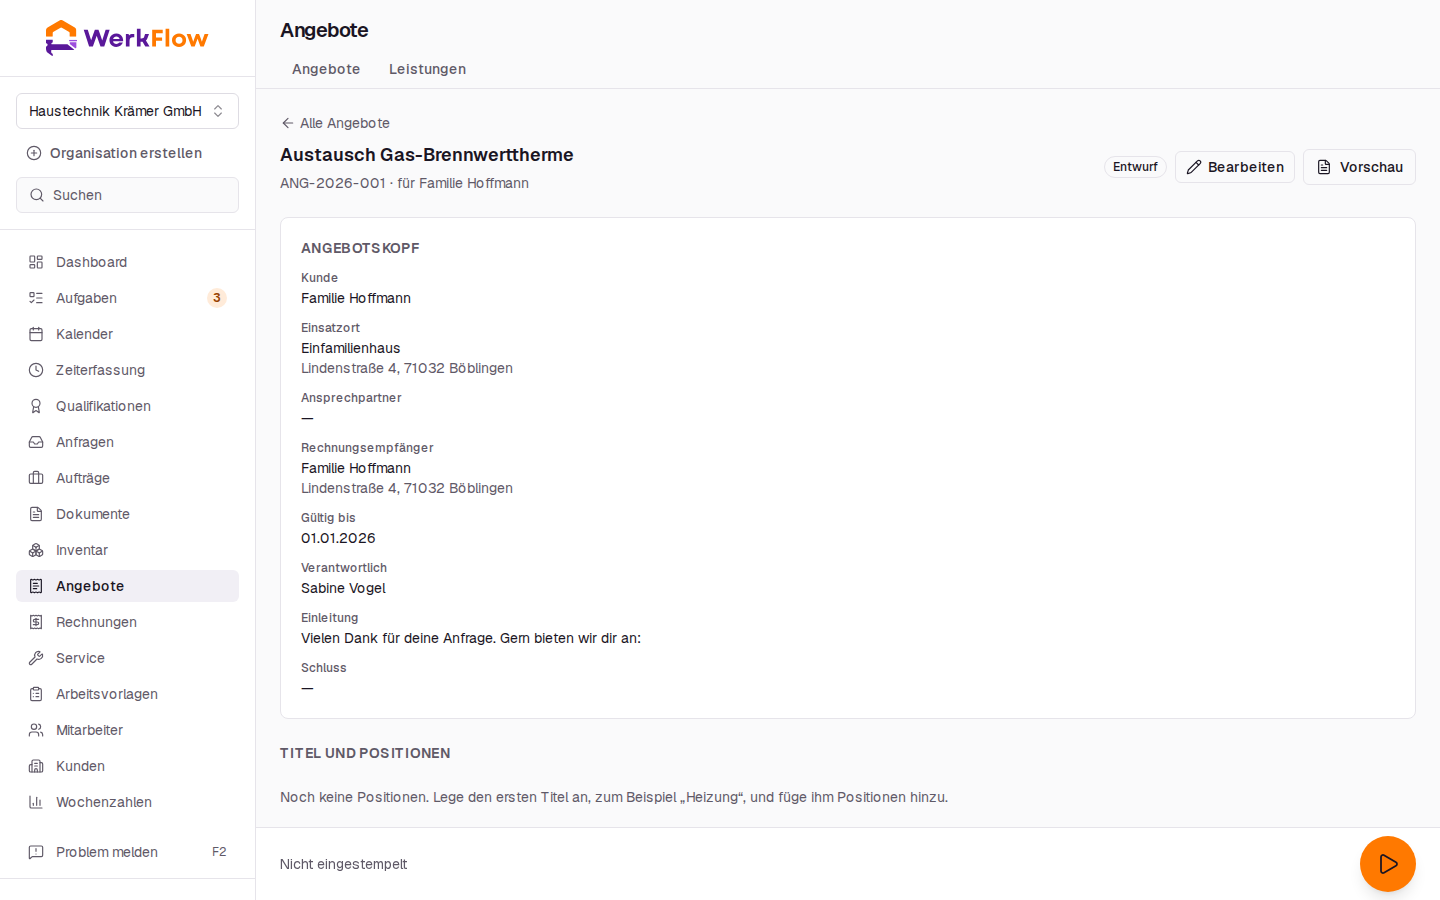 WerkFlow
Haustechnik Krämer GmbH
Organisation erstellen
Suchen
Dashboard
Aufgaben 3
Kalender
Zeiterfassung
Qualifikationen
Anfragen
Aufträge
Dokumente
Inventar
Angebote
Rechnungen
Service
Arbeitsvorlagen
Mitarbeiter
Kunden
Wochenzahlen
Problem melden F2
Angebote
Angebote Leistungen
Alle Angebote
Austausch Gas-Brennwerttherme
ANG-2026-001 · für Familie Hoffmann
Entwurf Bearbeiten Vorschau
ANGEBOTSKOPF
Kunde
Familie Hoffmann
Einsatzort
Einfamilienhaus
Lindenstraße 4, 71032 Böblingen
Ansprechpartner
—
Rechnungsempfänger
Familie Hoffmann
Lindenstraße 4, 71032 Böblingen
Gültig bis
01.01.2026
Verantwortlich
Sabine Vogel
Einleitung
Vielen Dank für deine Anfrage. Gern bieten wir dir an:
Schluss
—
TITEL UND POSITIONEN
Noch keine Positionen. Lege den ersten Titel an, zum Beispiel „Heizung“, und füge ihm Positionen hinzu.
Nicht eingestempelt